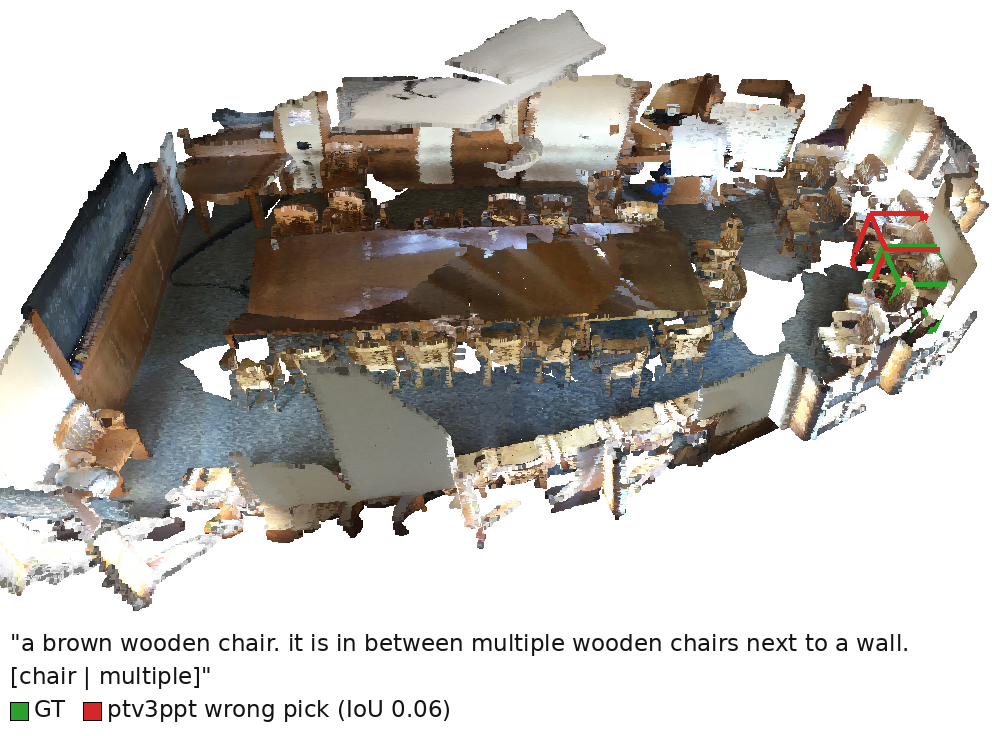 "a brown wooden chair. it is in between multiple wooden chairs next to a wall.
[chair | multiple]"
GT ptv3ppt wrong pick (IoU 0.06)